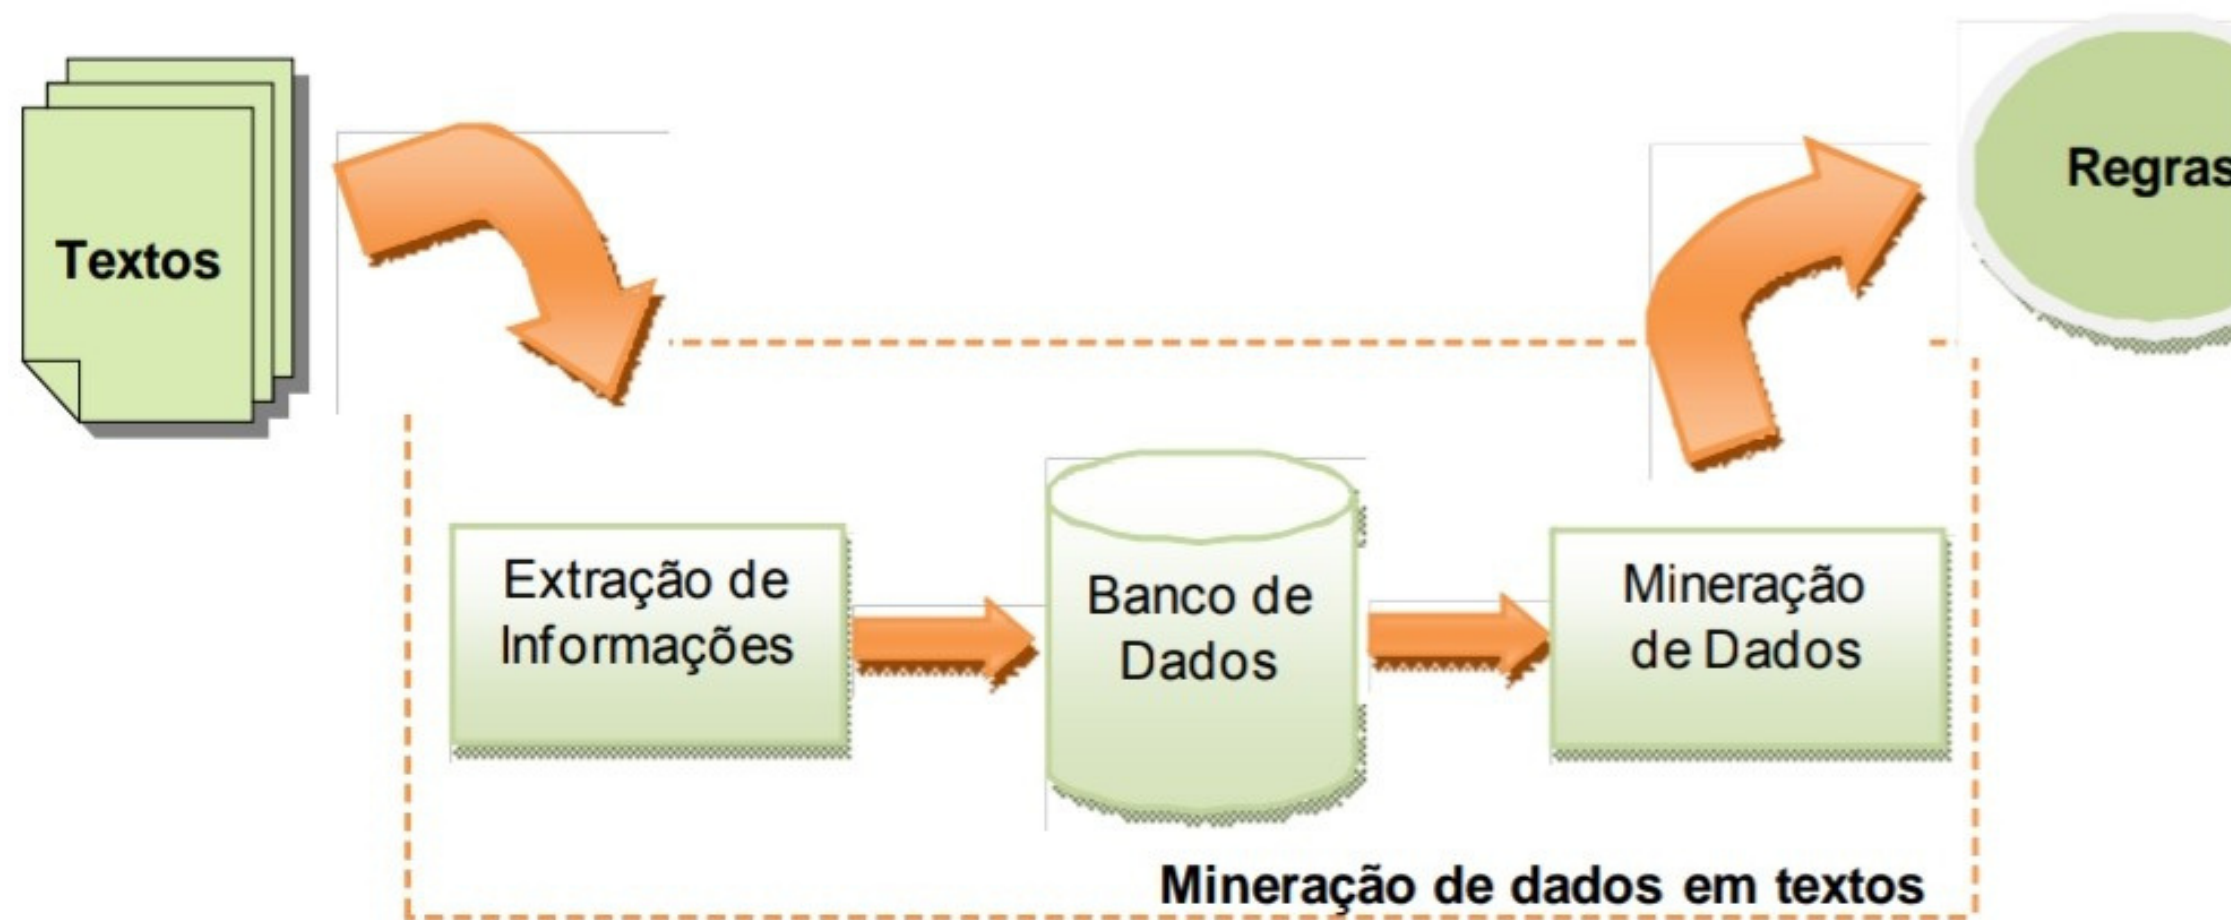 Textos
Regras
Extração de
Informações
Banco de
Dados
Mineração
de Dados
Mineração de dados em textos